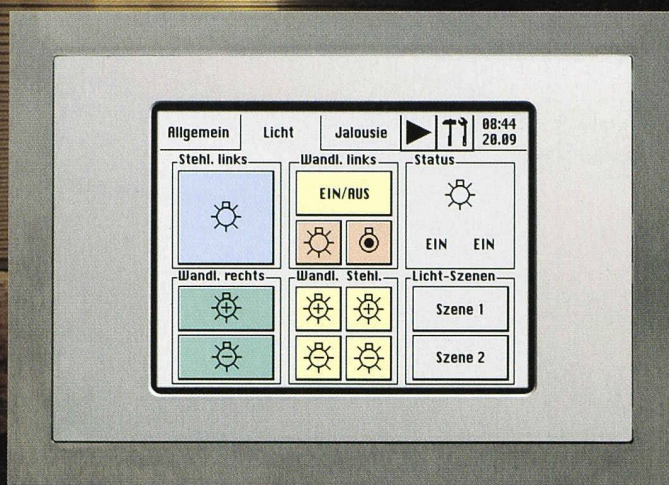 Allgemein
Licht
Jalousie
08:44
20.09
Stehl. links
Wandl. links
Status
EIN/AUS
EIN EIN
Wandl. rechts
Wandl. Stehl.
Licht-Szenen
Szene 1
Szene 2